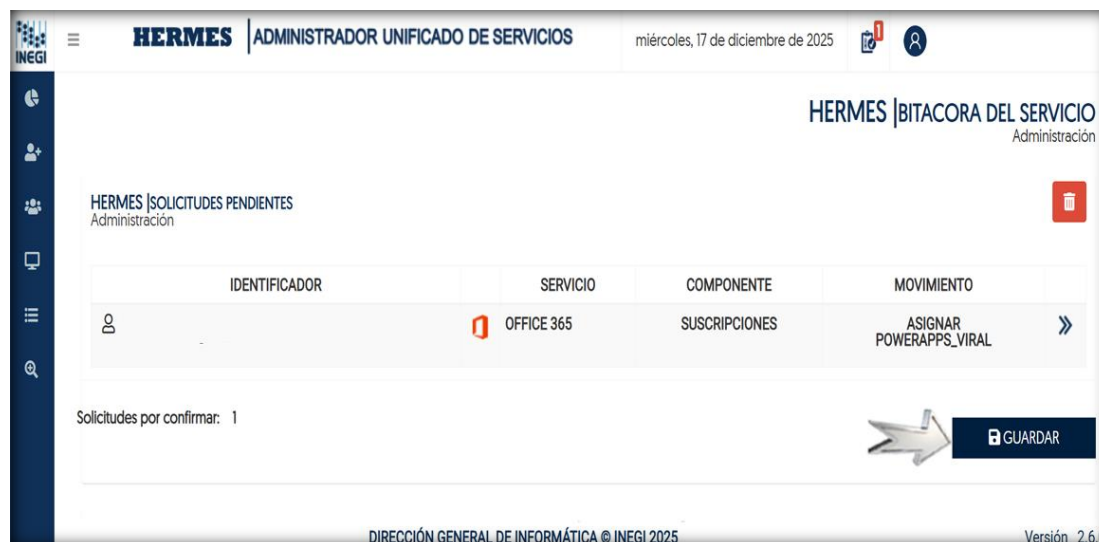 INEGI
HERMES | ADMINISTRADOR UNIFICADO DE SERVICIOS
miércoles, 17 de diciembre de 2025
1
HERMES |BITACORA DEL SERVICIO
Administración
HERMES |SOLICITUDES PENDIENTES
Administración
IDENTIFICADOR SERVICIO COMPONENTE MOVIMIENTO
OFFICE 365 SUSCRIPCIONES ASIGNAR
POWERAPPS_VIRAL
Solicitudes por confirmar: 1
GUARDAR
DIRECCIÓN GENERAL DE INFORMÁTICA © INEGI 2025
Versión 2.6.